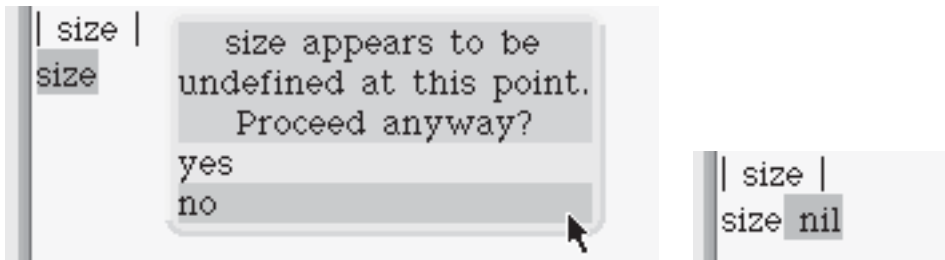 | size |
size
size appears to be
undefined at this point.
Proceed anyway?
yes
no
| size |
size nil